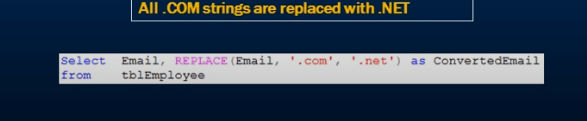 All .COM strings are replaced with .NET
Select Email, REPLACE(Email, '.com', '.net') as ConvertedEmail
from tblEmployee